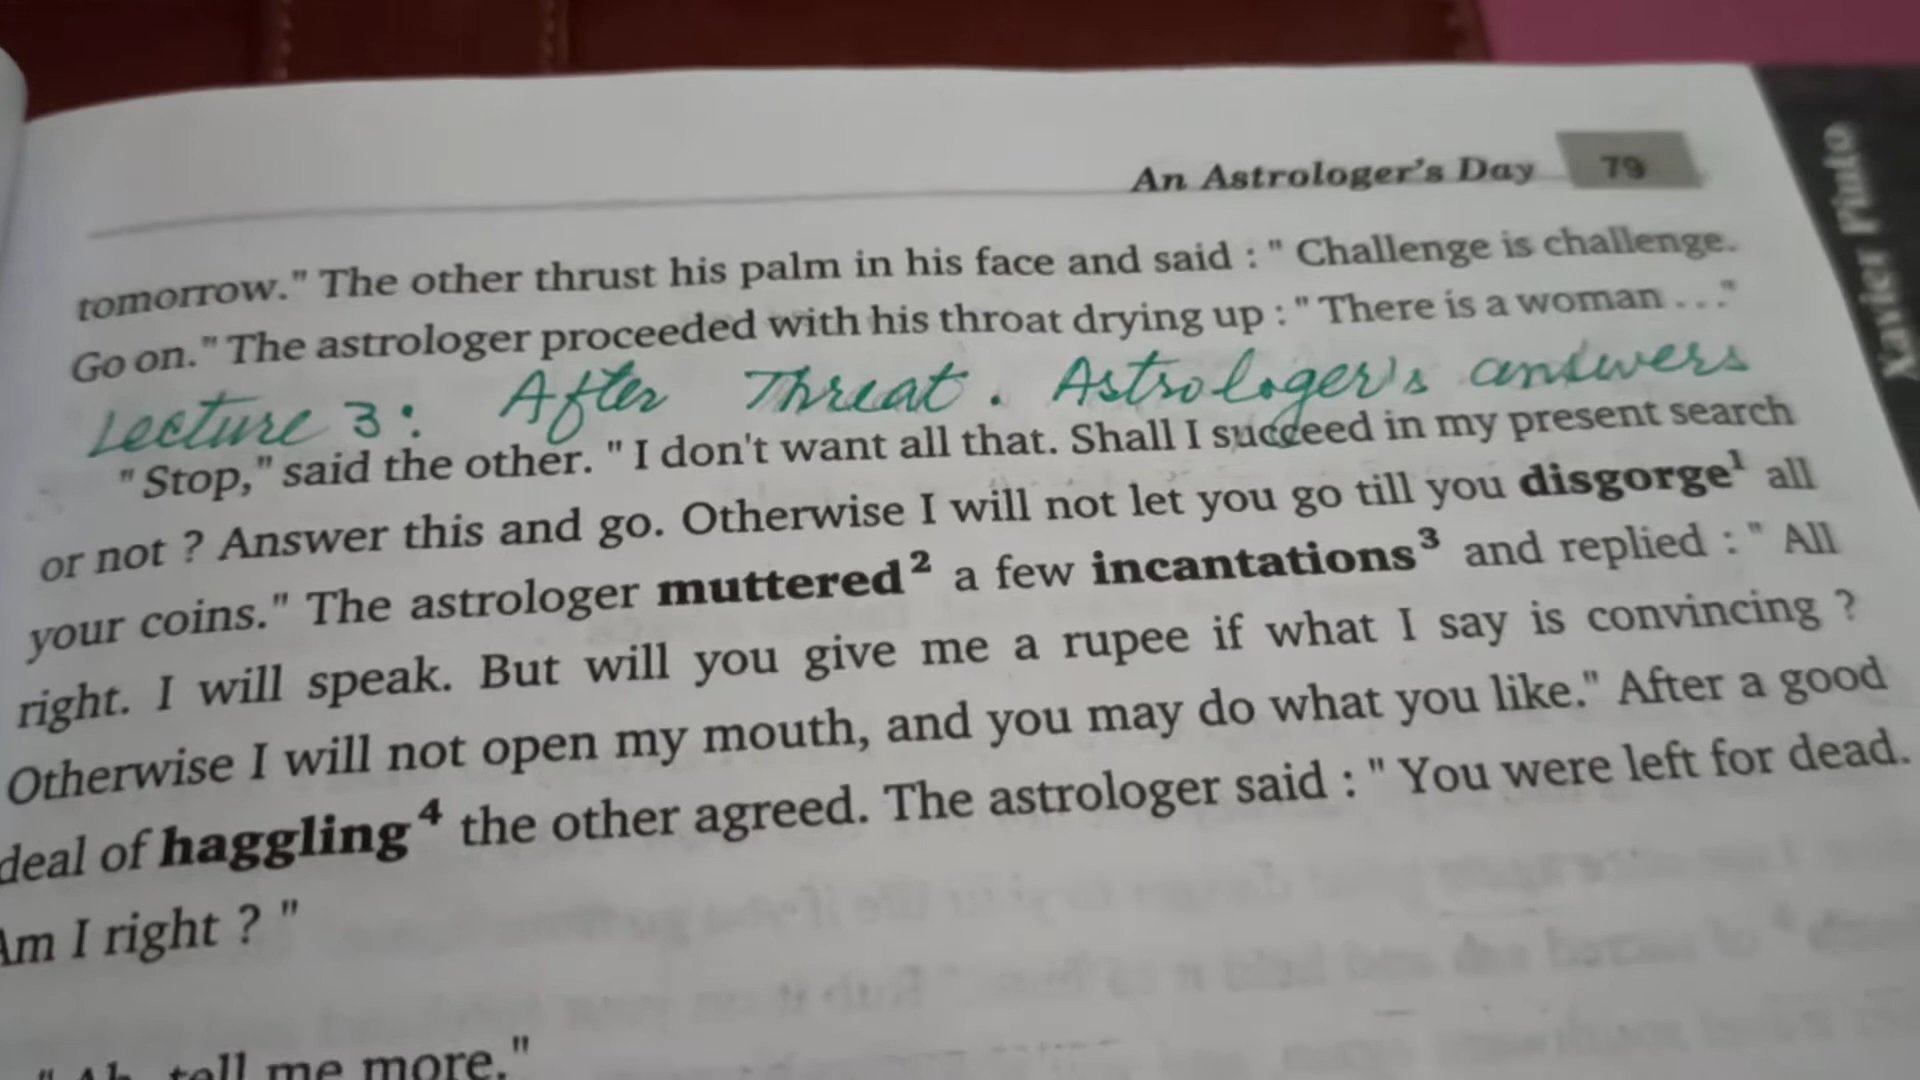 An Astrologer's Day 79
Xavier Pinto
tomorrow." The other thrust his palm in his face and said : " Challenge is challenge.
Go on." The astrologer proceeded with his throat drying up : " There is a woman . . ."
Lecture 3 : After Threat . Astrologer's answers
" Stop," said the other. " I don't want all that. Shall I succeed in my present search
or not ? Answer this and go. Otherwise I will not let you go till you disgorge¹ all
your coins." The astrologer muttered² a few incantations³ and replied : " All
right. I will speak. But will you give me a rupee if what I say is convincing ?
Otherwise I will not open my mouth, and you may do what you like." After a good
deal of haggling⁴ the other agreed. The astrologer said : " You were left for dead.
Am I right ? "
" Ah, tell me more."